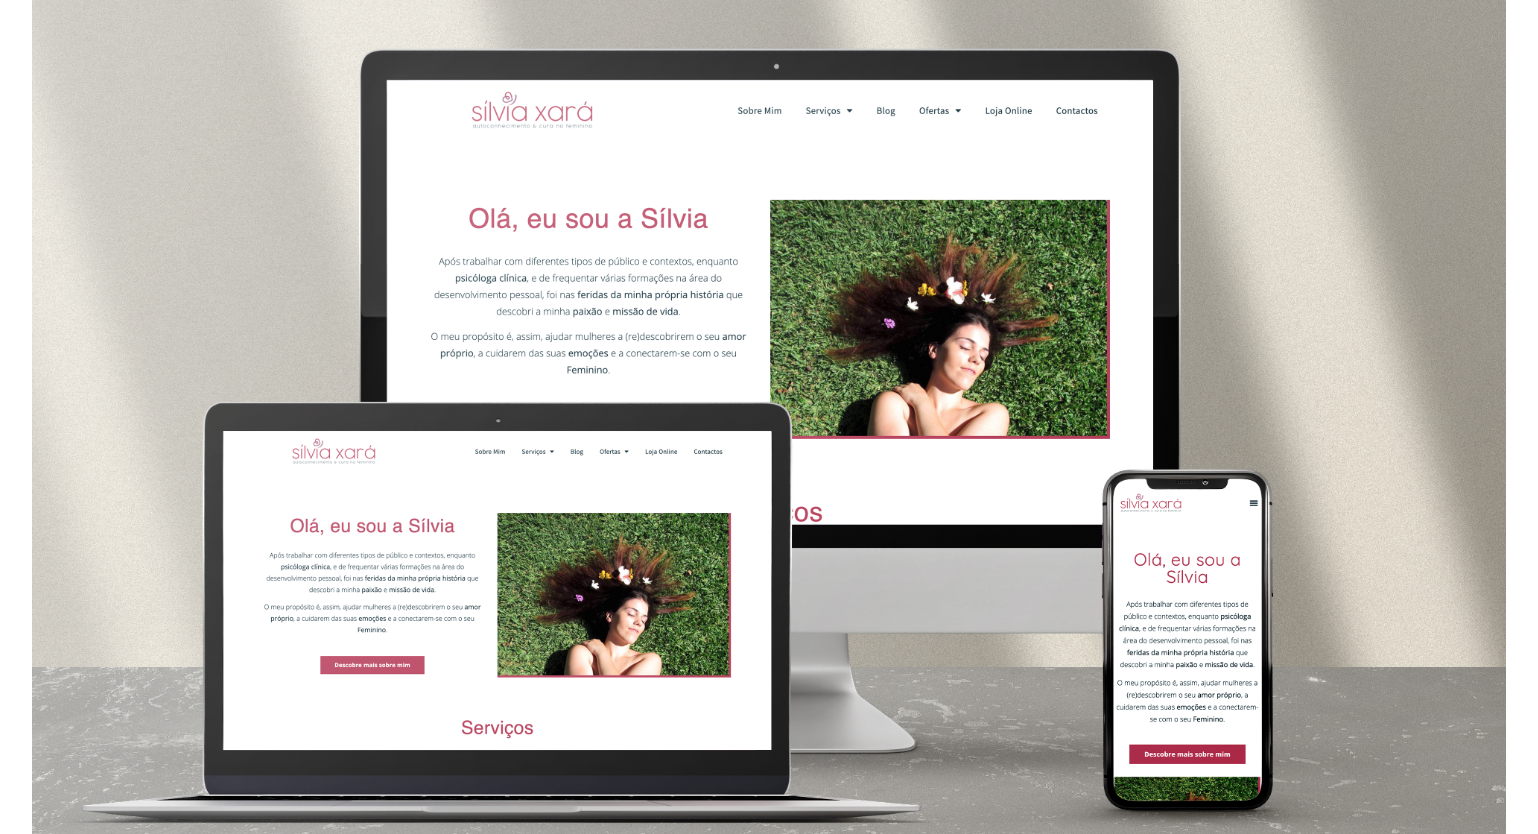 sílvia xará
autoconhecimento & cura no feminino
Sobre Mim Serviços Blog Ofertas Loja Online Contactos
Olá, eu sou a Sílvia
Após trabalhar com diferentes tipos de público e contextos, enquanto
psicóloga clínica, e de frequentar várias formações na área do
desenvolvimento pessoal, foi nas feridas da minha própria história que
descobri a minha paixão e missão de vida.
O meu propósito é, assim, ajudar mulheres a (re)descobrirem o seu amor
próprio, a cuidarem das suas emoções e a conectarem-se com o seu
Feminino.
os
sílvia xará
autoconhecimento & cura no feminino
Sobre Mim Serviços Blog Ofertas Loja Online Contactos
Olá, eu sou a Sílvia
Após trabalhar com diferentes tipos de público e contextos, enquanto
psicóloga clínica, e de frequentar várias formações na área do
desenvolvimento pessoal, foi nas feridas da minha própria história que
descobri a minha paixão e missão de vida.
O meu propósito é, assim, ajudar mulheres a (re)descobrirem o seu amor
próprio, a cuidarem das suas emoções e a conectarem-se com o seu
Feminino.
Descobre mais sobre mim
Serviços
sílvia xará
autoconhecimento & cura no feminino
Olá, eu sou a
Sílvia
Após trabalhar com diferentes tipos de
público e contextos, enquanto psicóloga
clínica, e de frequentar várias formações na
área do desenvolvimento pessoal, foi nas
feridas da minha própria história que
descobri a minha paixão e missão de vida.
O meu propósito é, assim, ajudar mulheres a
(re)descobrirem o seu amor próprio, a
cuidarem das suas emoções e a conectarem-
se com o seu Feminino.
Descobre mais sobre mim